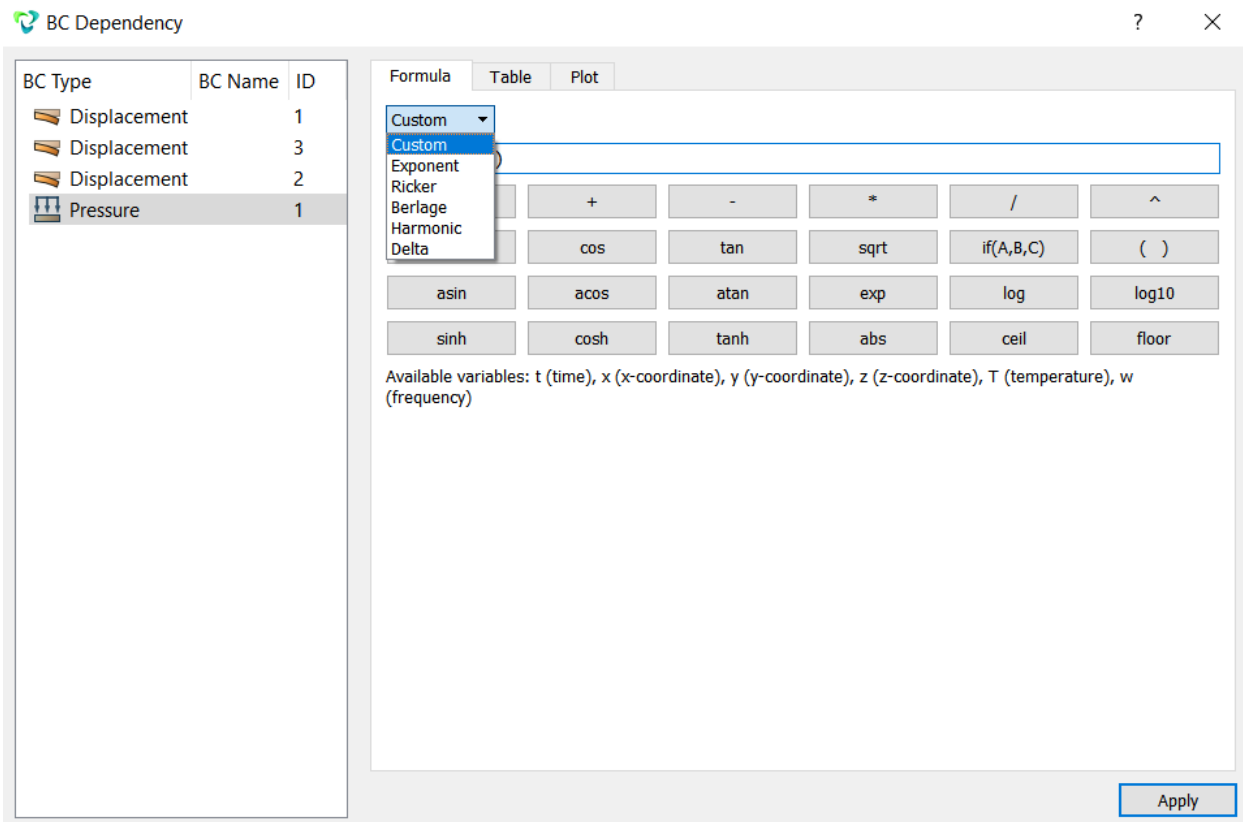 BC Dependency
?
BC Type BC Name ID
Displacement 1
Displacement 3
Displacement 2
Pressure 1
Formula Table Plot
Custom
Custom
Exponent
Ricker
Berlage
Harmonic
Delta
)
+ - * / ^
cos tan sqrt if(A,B,C) ( )
asin acos atan exp log log10
sinh cosh tanh abs ceil floor
Available variables: t (time), x (x-coordinate), y (y-coordinate), z (z-coordinate), T (temperature), w
(frequency)
Apply